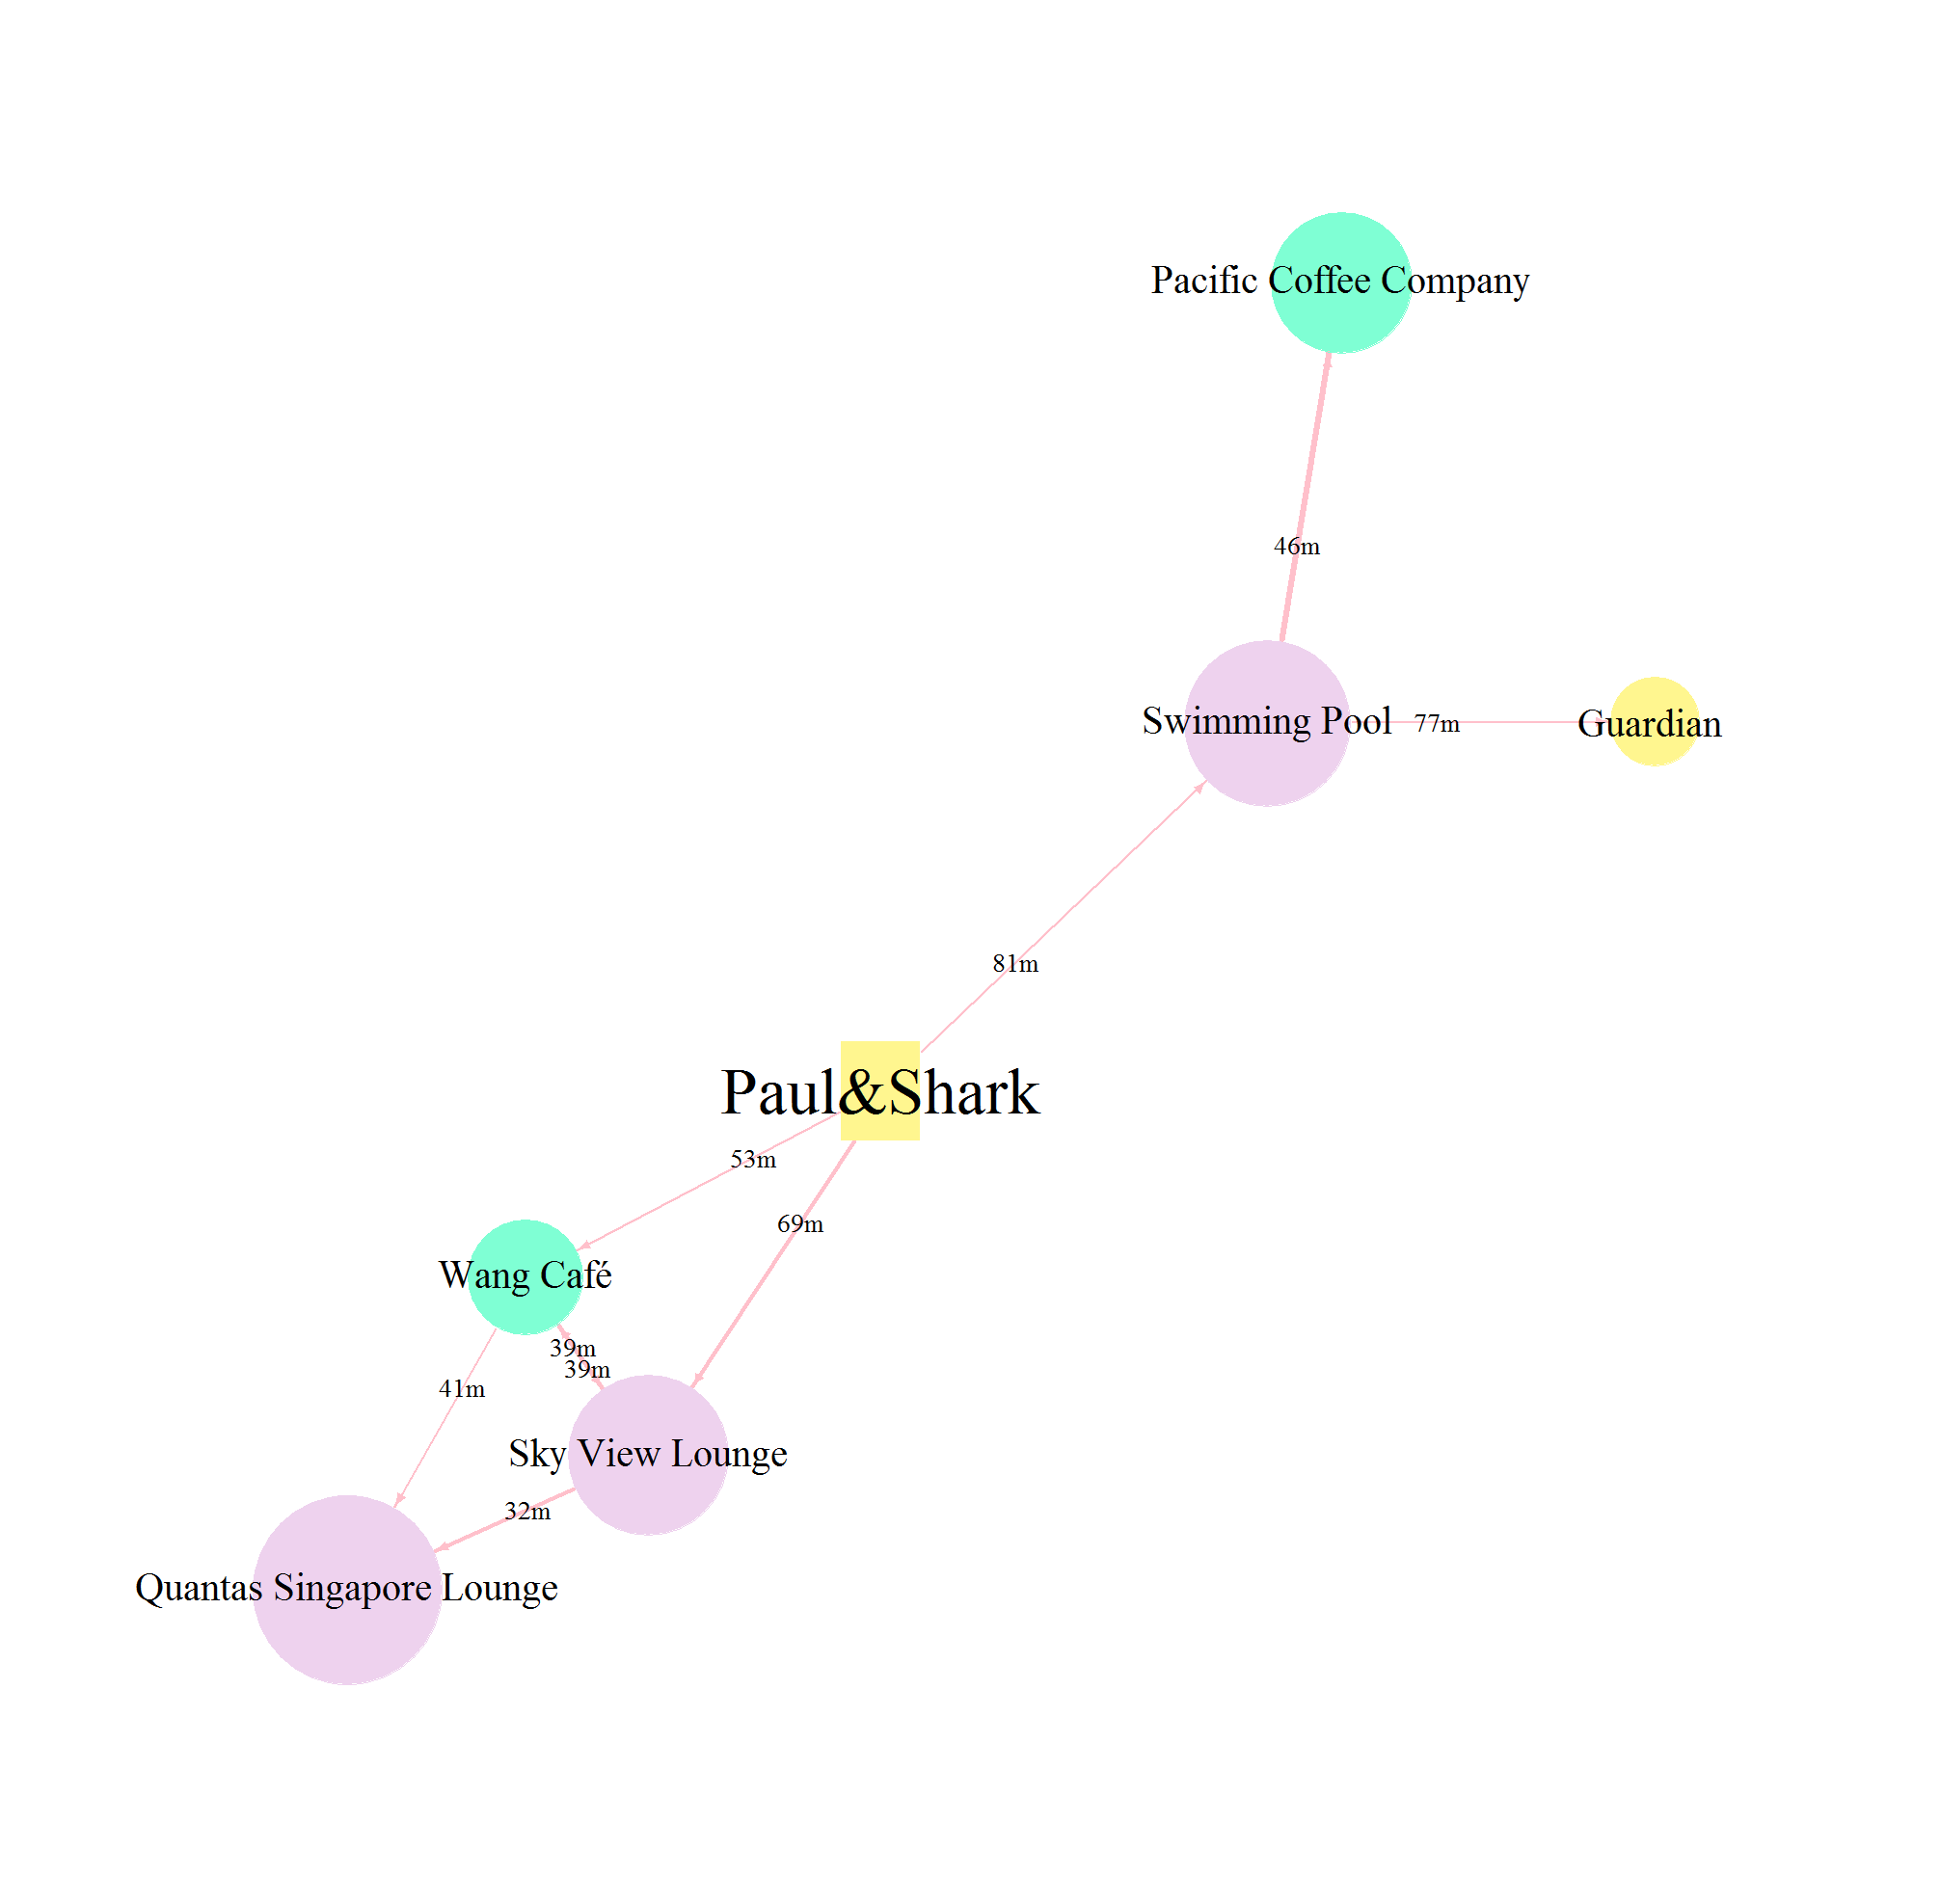 Pacific Coffee Company
46m
Swimming Pool
77m
Guardian
81m
Paul&Shark
53m
69m
Wang Café
39m
39m
41m
Sky View Lounge
32m
Quantas Singapore Lounge